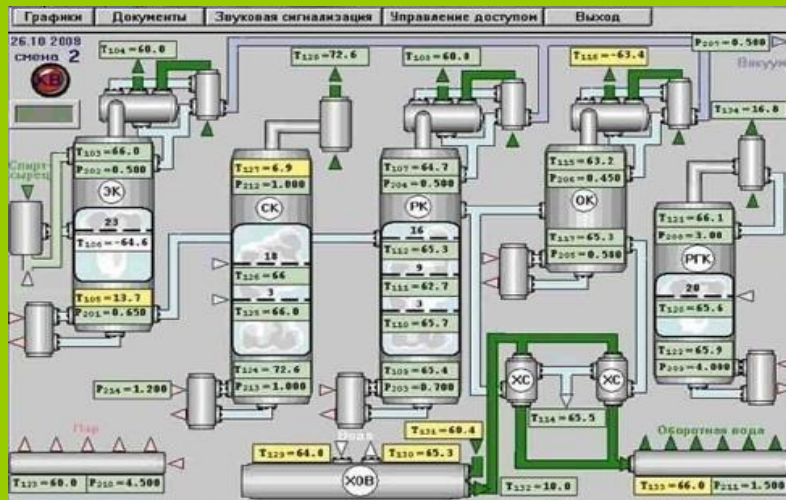 Графики Документы Звуковая сигнализация Управление доступом Выход
26.10 2008
смена 2
ХВ
T104=60.0
T126=72.6
T108=60.0
T116=-63.4
P207=0.500
Вакуум
T134=16.8
Спирт-сырец
T103=66.0
P202=0.500
ЭК
23
T106=-64.6
T105=13.7
P201=0.650
T127=6.9
P212=1.000
СК
18
T126=66
3
T125=66.0
T124=72.6
P213=1.000
P214=1.200
T107=64.7
P204=0.500
РК
16
T112=65.3
9
T111=62.7
3
T110=65.7
T109=65.4
P203=0.700
T115=63.2
P206=0.450
ОК
T117=65.3
P205=0.500
T121=66.1
P208=3.00
РГК
20
T120=65.6
T122=65.9
P209=4.000
ХС ХС
T114=65.5
Пар
T123=60.0 P210=4.500
Вода
T129=64.0
T130=65.3
T131=60.4
ХОВ
T132=10.0
Оборотная вода
T133=66.0 P211=1.500